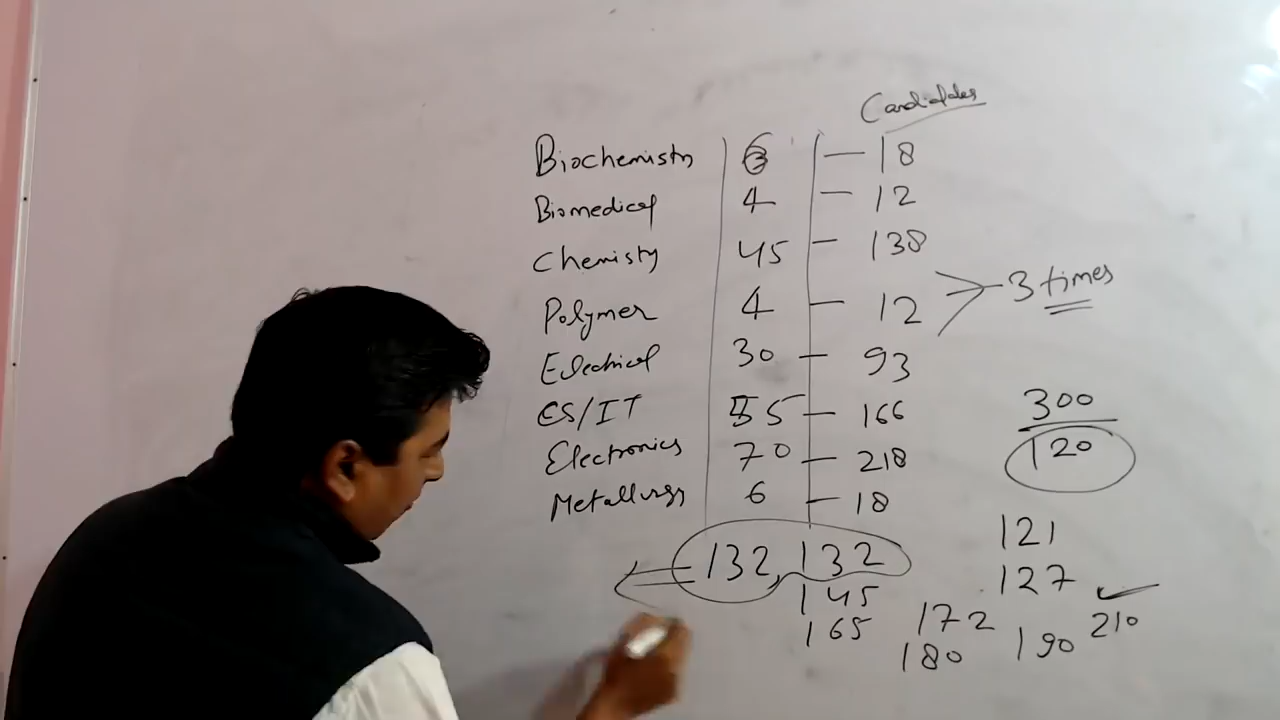 Candidates
Biochemistry 6 — 18
Biomedical 4 — 12
Chemisty 45 — 138
3 times
Polymer 4 — 12
Electrical 30 — 93
300
CS/IT 55 — 166
120
Electronics 70 — 218
Metallurgy 6 — 18
121
132, 132
127
145
165 172 210
180 190